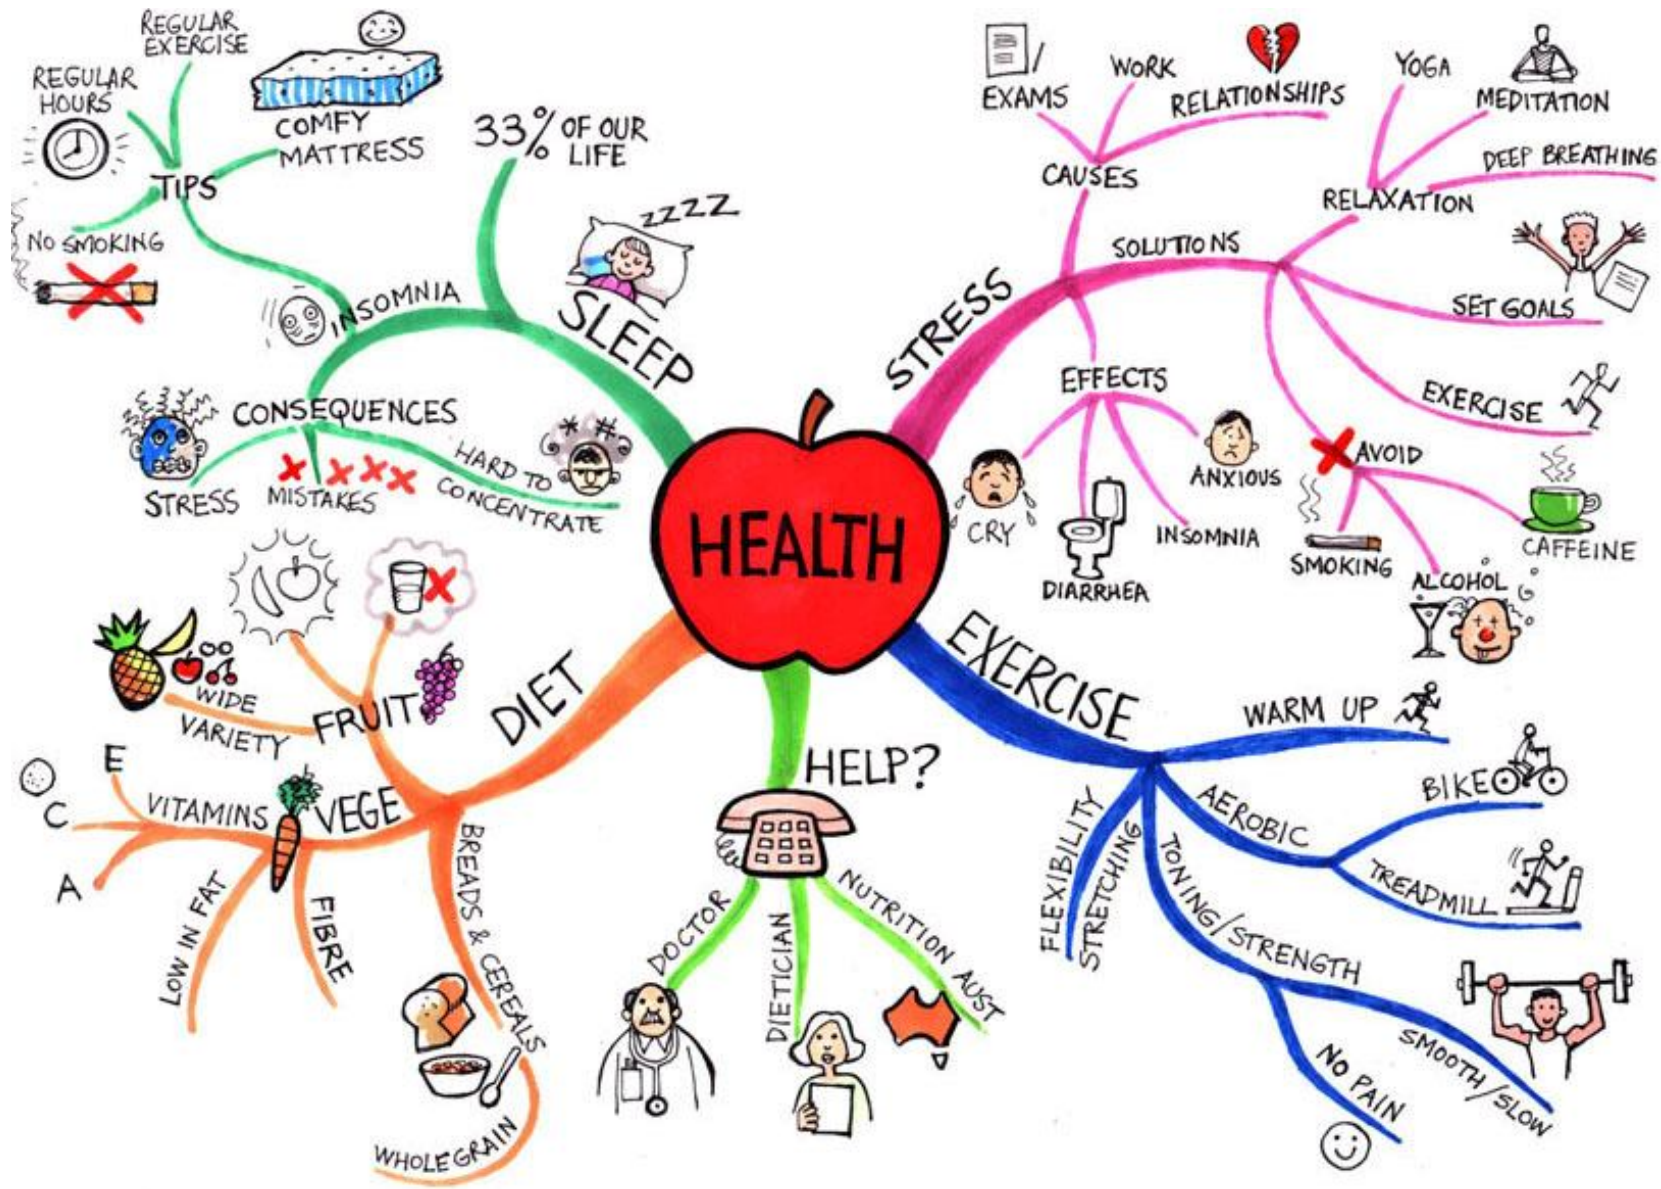 REGULAR
EXERCISE
REGULAR
HOURS
COMFY
MATTRESS
TIPS
NO SMOKING
33% OF OUR
LIFE
ZZZZ
INSOMNIA
SLEEP
CONSEQUENCES
STRESS
MISTAKES
HARD TO
CONCENTRATE
EXAMS
WORK
RELATIONSHIPS
CAUSES
YOGA
MEDITATION
DEEP BREATHING
RELAXATION
SOLUTIONS
STRESS
SET GOALS
EXERCISE
EFFECTS
CRY
DIARRHEA
INSOMNIA
ANXIOUS
AVOID
SMOKING
ALCOHOL
CAFFEINE
HEALTH
DIET
FRUIT
WIDE
VARIETY
VEGE
VITAMINS
E
C
A
LOW IN FAT
FIBRE
BREADS & CEREALS
WHOLEGRAIN
HELP?
DOCTOR
DIETICIAN
NUTRITION AUST
EXERCISE
WARM UP
AEROBIC
BIKE
TREADMILL
FLEXIBILITY
STRETCHING
TONING/STRENGTH
SMOOTH/SLOW
NO PAIN